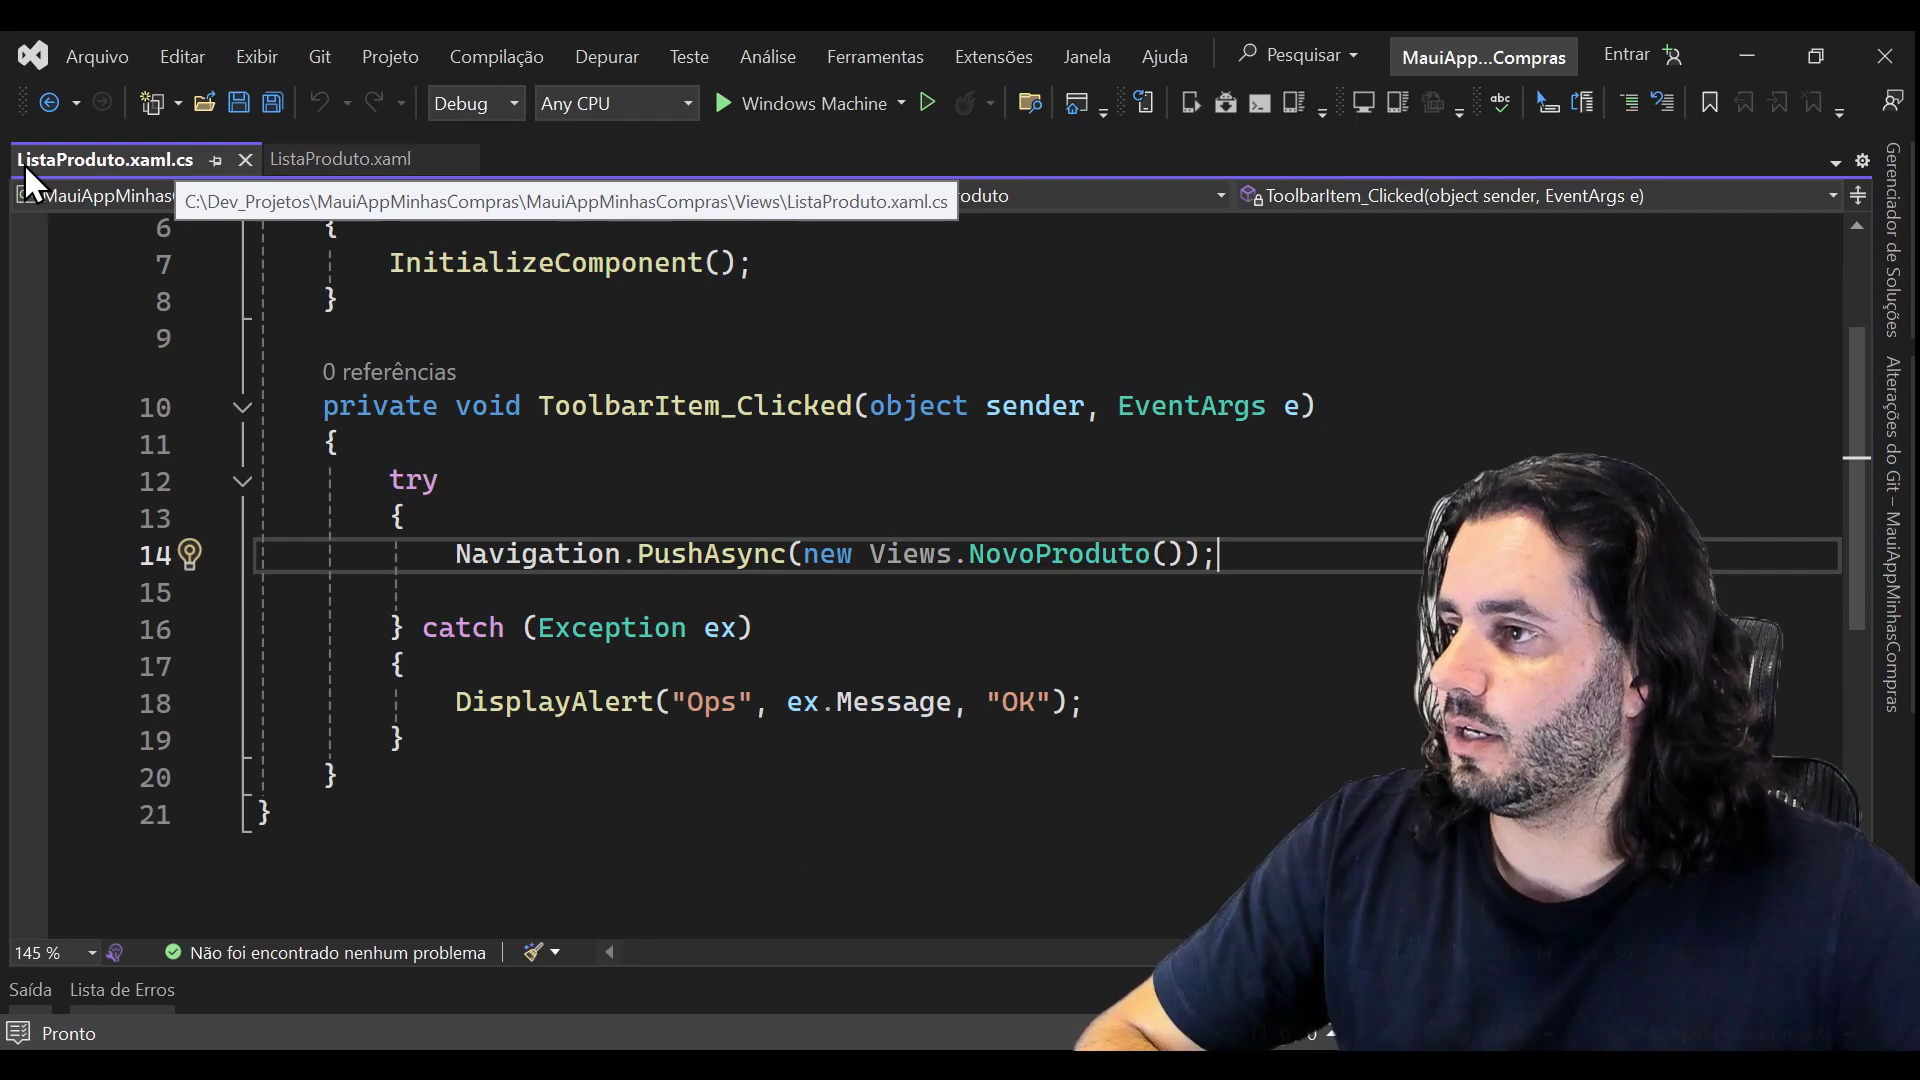 Arquivo Editar Exibir Git Projeto Compilação Depurar Teste Análise Ferramentas Extensões Janela Ajuda Pesquisar MauiApp...Compras Entrar
Debug Any CPU Windows Machine
ListaProduto.xaml.cs ListaProduto.xaml
ToolbarItem_Clicked(object sender, EventArgs e)
C:\Dev_Projetos\MauiAppMinhasCompras\MauiAppMinhasCompras\Views\ListaProduto.xaml.cs
6 {
7 InitializeComponent();
8 }
9
0 referências
10 private void ToolbarItem_Clicked(object sender, EventArgs e)
11 {
12 try
13 {
14 Navigation.PushAsync(new Views.NovoProduto());
15
16 } catch (Exception ex)
17 {
18 DisplayAlert("Ops", ex.Message, "OK");
19 }
20 }
21 }
Gerenciador de Soluções
Alterações do Git – MauiAppMinhasCompras
145 % Não foi encontrado nenhum problema
Saída Lista de Erros
Pronto